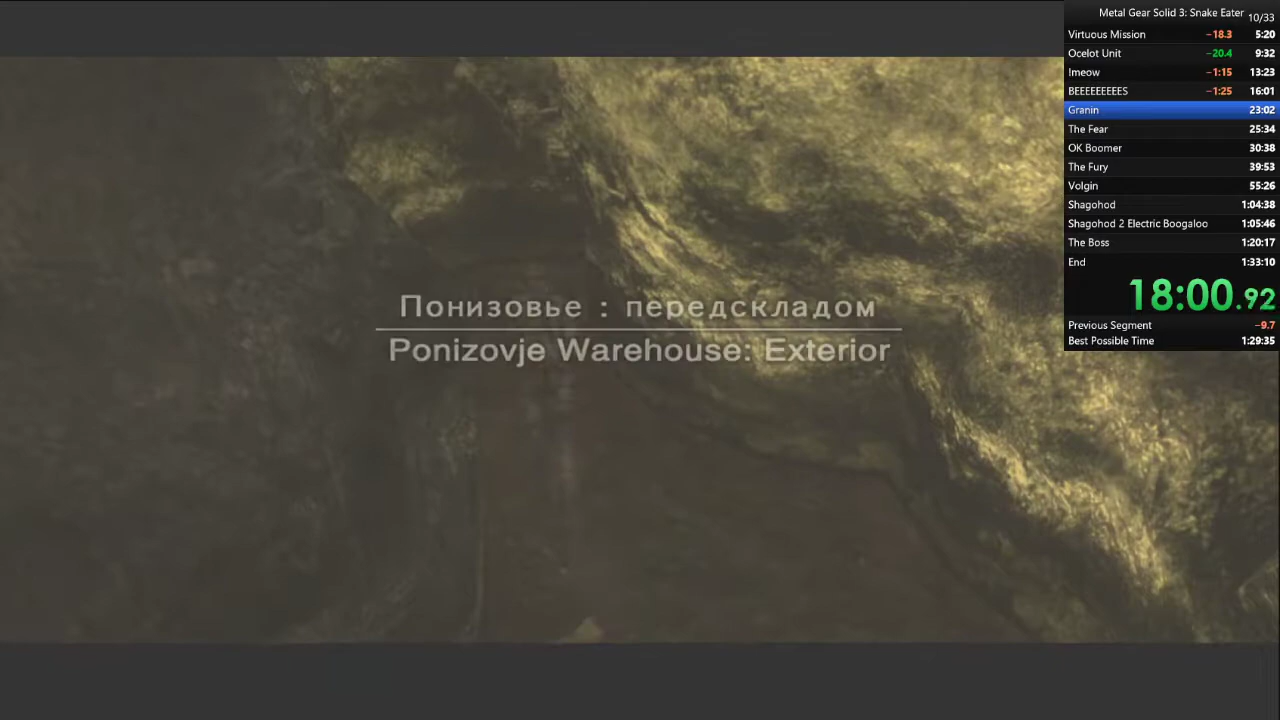 Metal Gear Solid 3: Snake Eater 10/33
Virtuous Mission −18.3 5:20
Ocelot Unit −20.4 9:32
!meow −1:15 13:23
BEEEEEEEEES −1:25 16:01
Granin 23:02
The Fear 25:34
OK Boomer 30:38
The Fury 39:53
Volgin 55:26
Shagohod 1:04:38
Shagohod 2 Electric Boogaloo 1:05:46
The Boss 1:20:17
End 1:33:10
18:00.92
Previous Segment −9.7
Best Possible Time 1:29:35
Понизовье : передскладом
Ponizovje Warehouse: Exterior